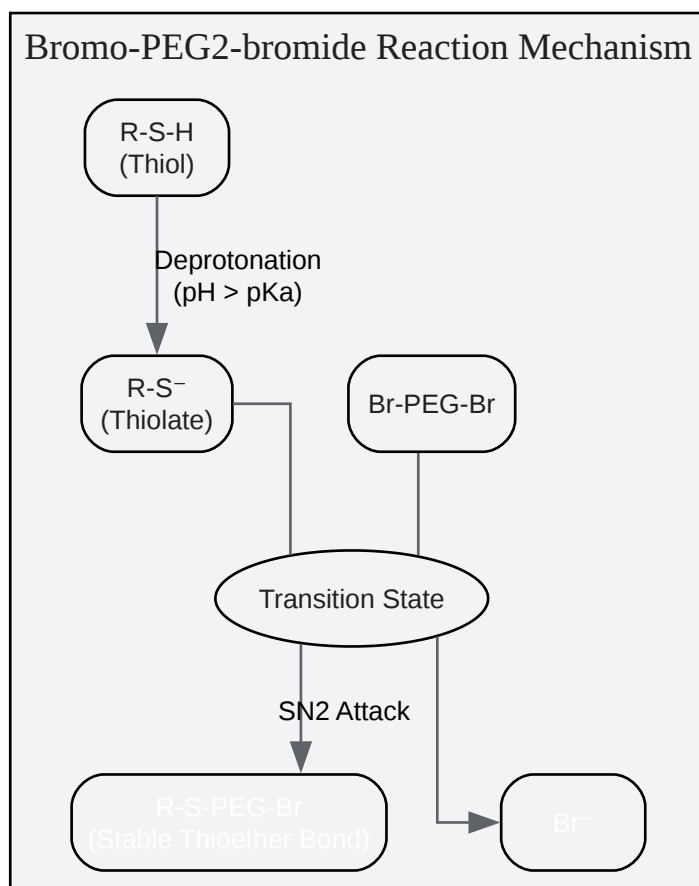 Bromo-PEG2-bromide Reaction Mechanism
R-S-H
(Thiol)
Deprotonation
(pH > pKa)
R-S⁻
(Thiolate)
Br-PEG-Br
Transition State
SN2 Attack
R-S-PEG-Br
(Stable Thioether Bond)
Br⁻